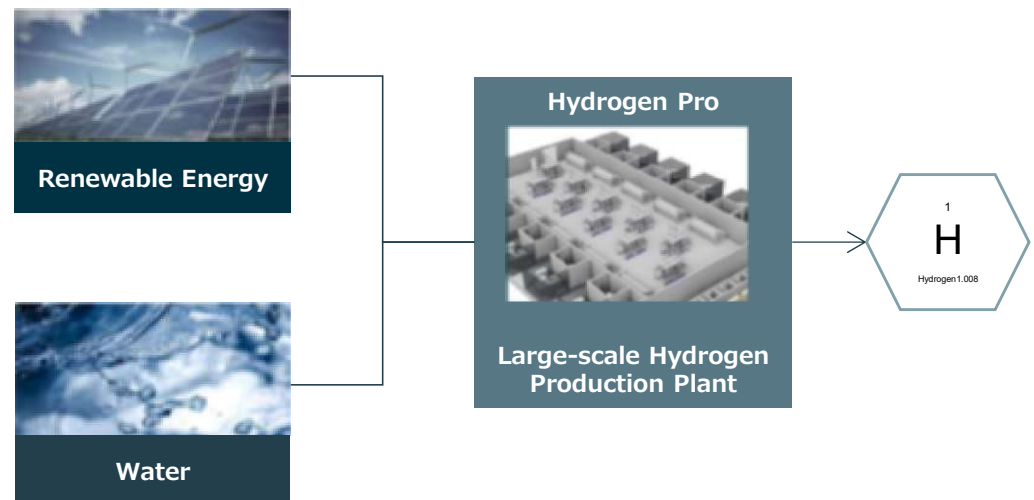 Renewable Energy
Water
Hydrogen Pro
Large-scale Hydrogen
Production Plant
1
H
Hydrogen1.008